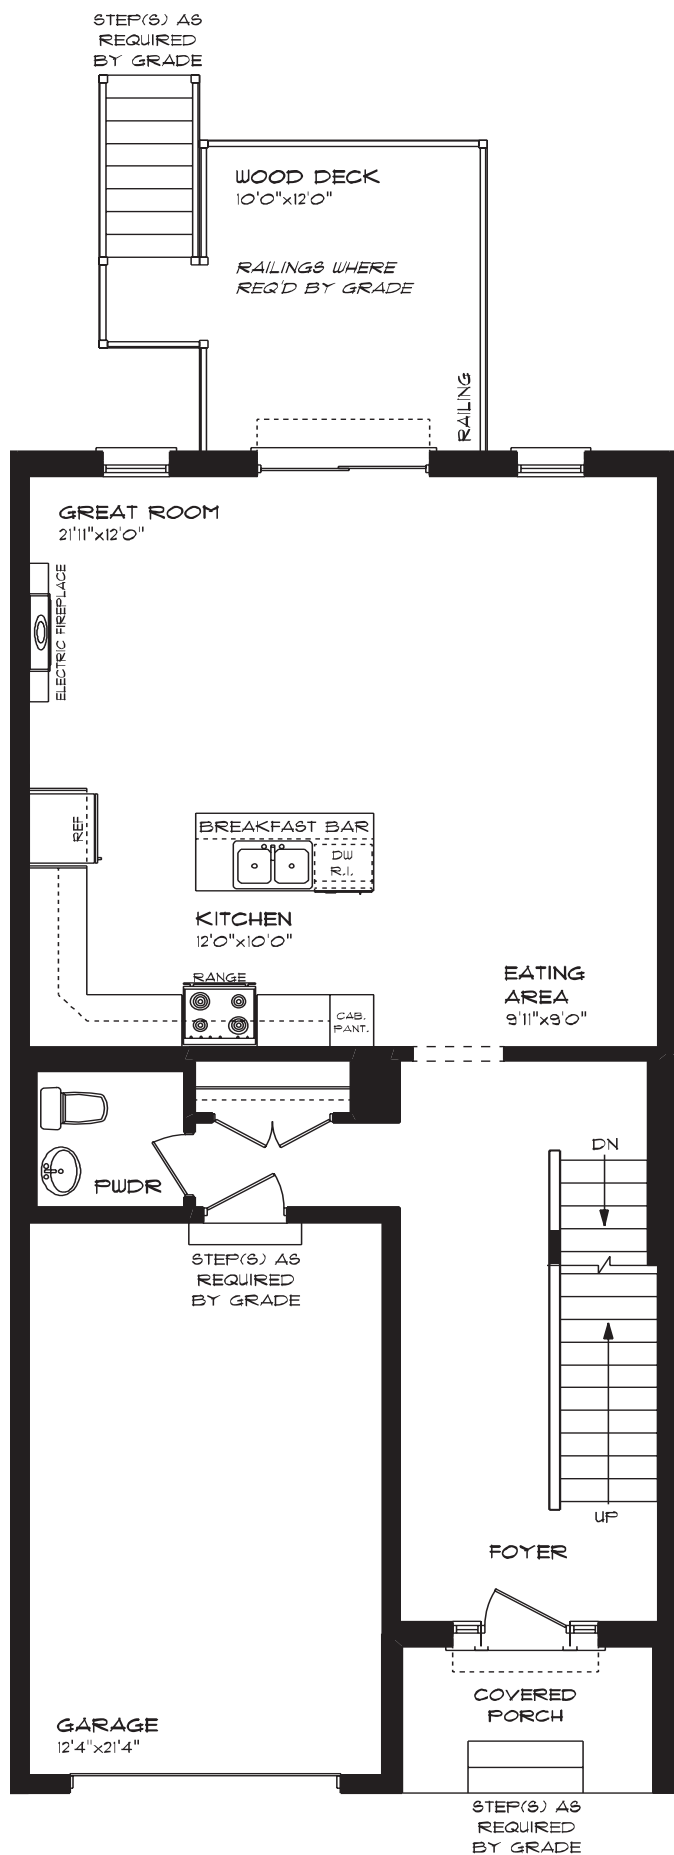 STEP(S) AS
REQUIRED
BY GRADE
WOOD DECK
10'0"x12'0"
RAILINGS WHERE
REQ'D BY GRADE
RAILING
GREAT ROOM
21'11"x12'0"
ELECTRIC FIREPLACE
REF
BREAKFAST BAR
DW
R.I.
KITCHEN
12'0"x10'0"
RANGE
CAB.
PANT.
EATING
AREA
9'11"x9'0"
PWDR
DN
STEP(S) AS
REQUIRED
BY GRADE
UP
FOYER
COVERED
PORCH
GARAGE
12'4"x21'4"
STEP(S) AS
REQUIRED
BY GRADE